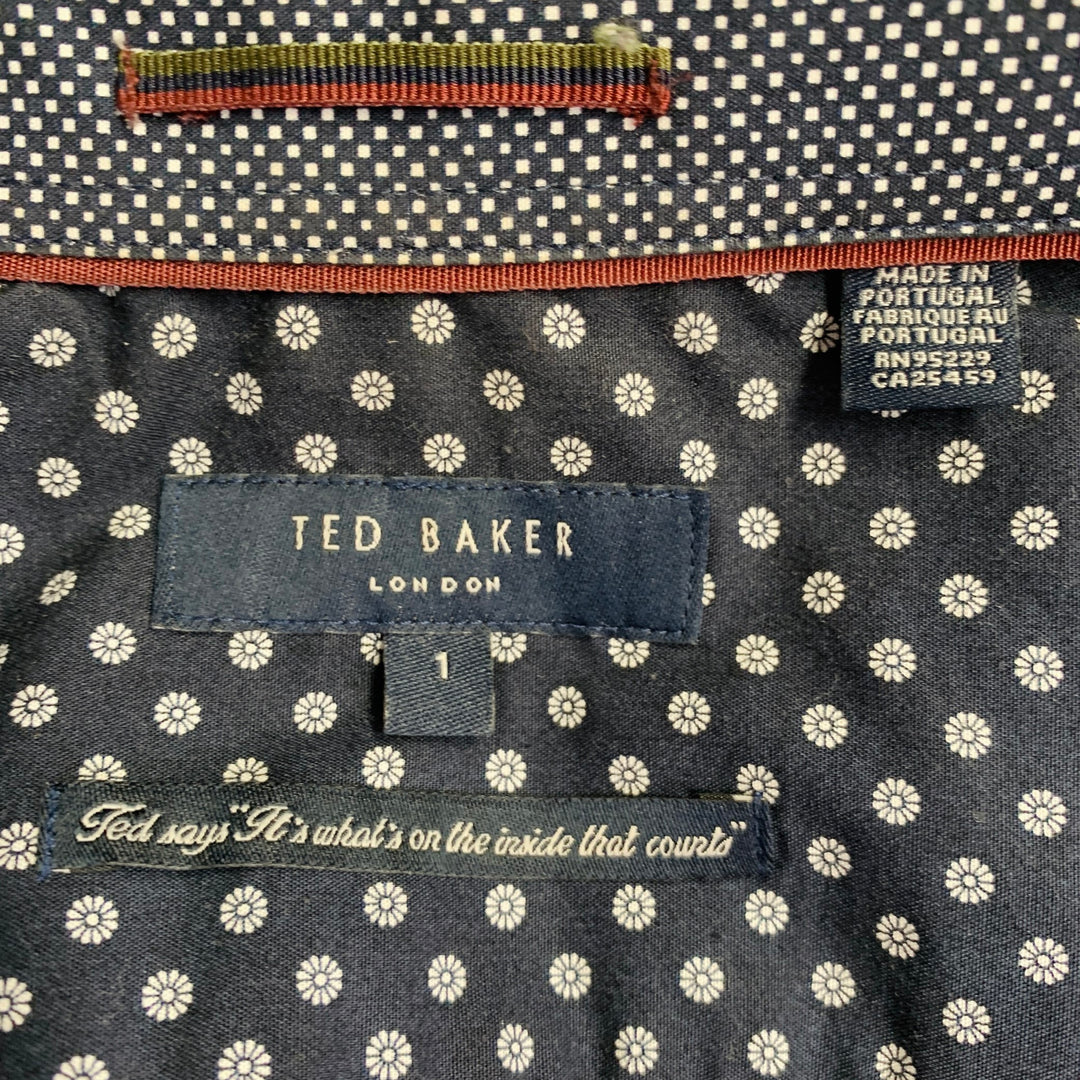 MADE IN
PORTUGAL
FABRIQUE AU
PORTUGAL
RN95229
CA25459
TED BAKER
LONDON
1
Ted says "It's what's on the inside that counts"